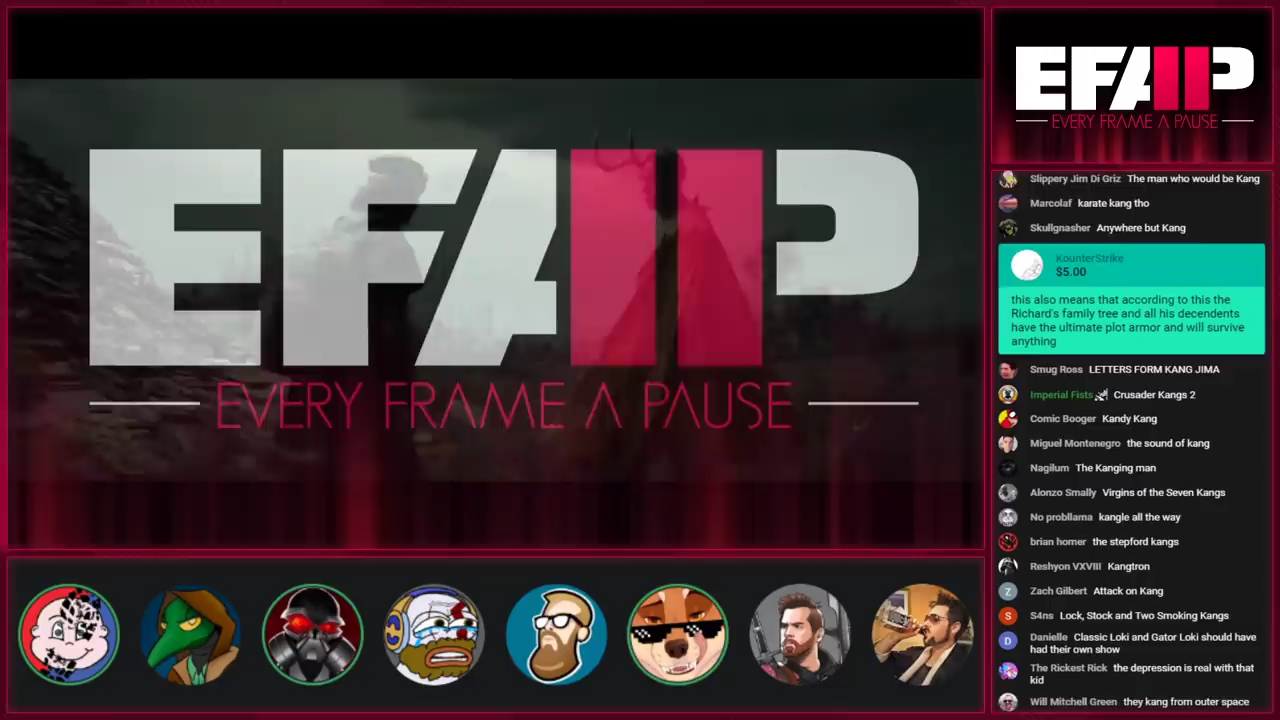 EFAP
EVERY FRAME A PAUSE
EFAP
EVERY FRAME A PAUSE
Slippery Jim Di Griz The man who would be Kang
Marcolaf karate kang tho
Skullgnasher Anywhere but Kang
KounterStrike
$5.00
this also means that according to this the
Richard's family tree and all his decendents
have the ultimate plot armor and will survive
anything
Smug Ross LETTERS FORM KANG JIMA
Imperial Fists Crusader Kangs 2
Comic Booger Kandy Kang
Miguel Montenegro the sound of kang
Nagilum The Kanging man
Alonzo Smally Virgins of the Seven Kangs
No probllama kangle all the way
brian horner the stepford kangs
Reshyon VXVIII Kangtron
Z Zach Gilbert Attack on Kang
S S4ns Lock, Stock and Two Smoking Kangs
D Danielle Classic Loki and Gator Loki should have
had their own show
The Rickest Rick the depression is real with that
kid
Will Mitchell Green they kang from outer space